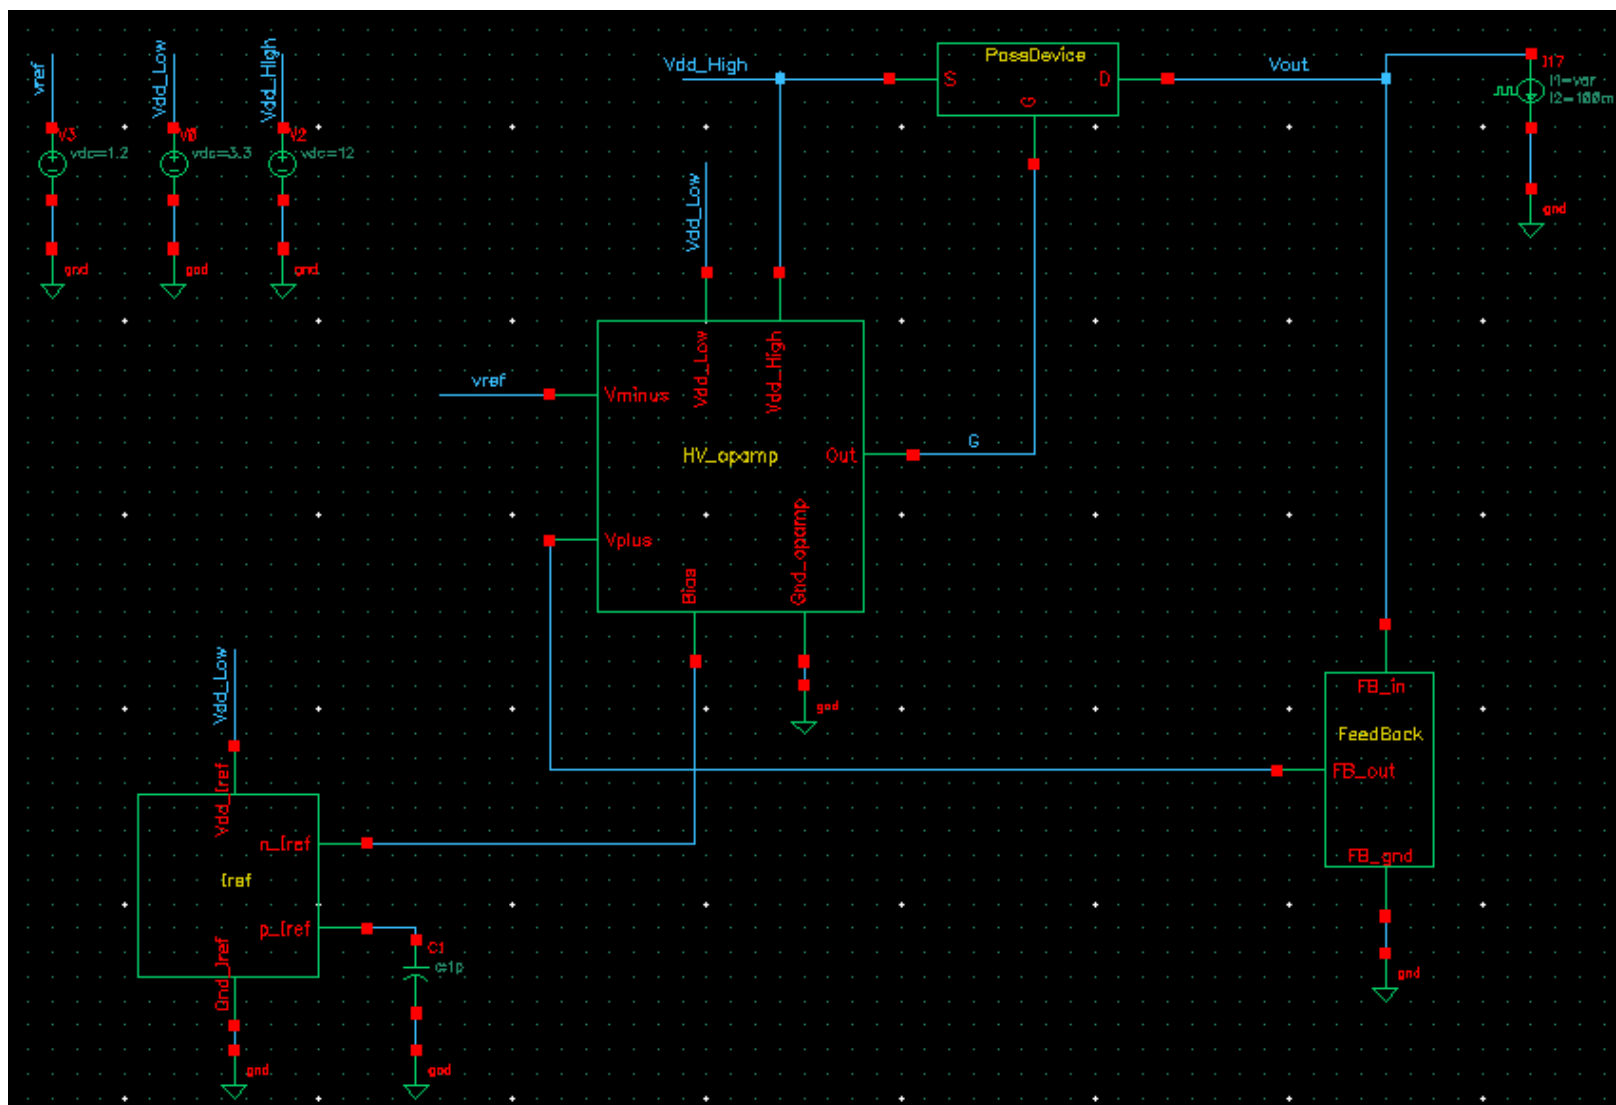 vref
Vdd_Low
Vdd_High
V3
vdc=1.2
V0
vdc=3.3
V2
vdc=12
gnd
gnd
gnd
Vdd_High
PassDevice
S
D
G
Vout
I17
I1=var
I2=100m
gnd
Vdd_Low
Vdd_Low
Vdd_High
vref
Vminus
HV_opamp
Out
G
Vplus
Bias
Gnd_opamp
gnd
FB_in
FeedBack
FB_out
FB_gnd
gnd
Vdd_Low
Vdd_Iref
n_Iref
Iref
p_Iref
Gnd_Iref
C1
c=1p
gnd
gnd